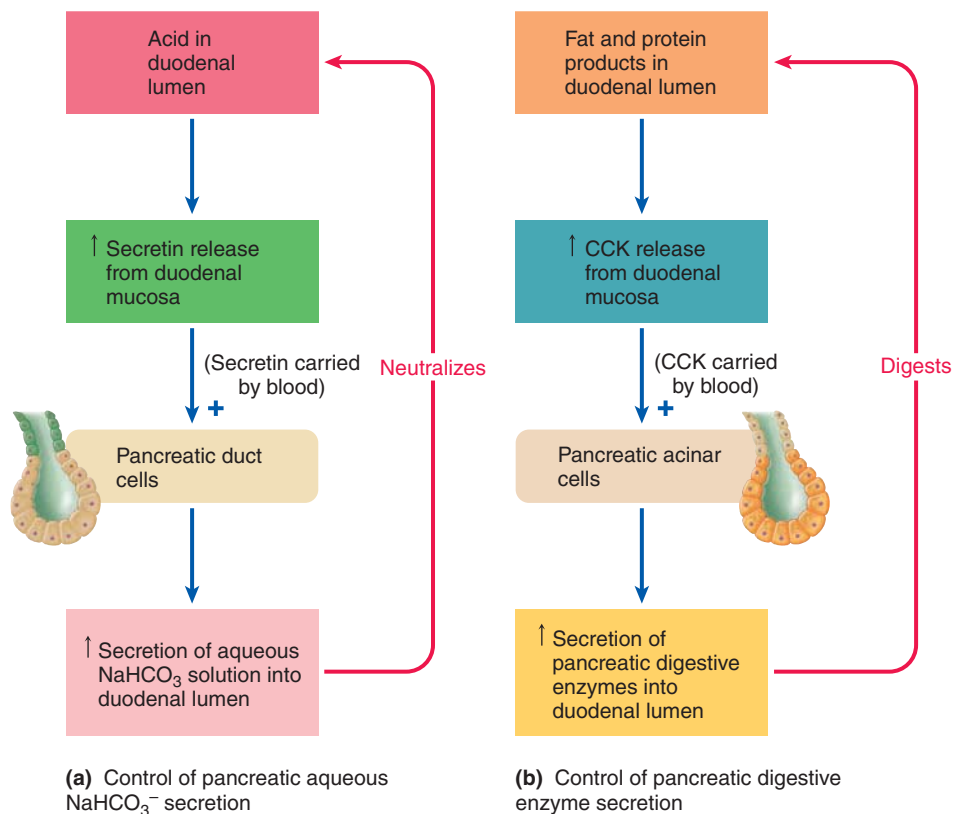 Acid in
duodenal
lumen
↑ Secretin release
from duodenal
mucosa
(Secretin carried
by blood)
+
Neutralizes
Pancreatic duct
cells
↑ Secretion of aqueous
NaHCO₃ solution into
duodenal lumen
(a) Control of pancreatic aqueous
NaHCO₃⁻ secretion
Fat and protein
products in
duodenal lumen
↑ CCK release
from duodenal
mucosa
(CCK carried
by blood)
+
Digests
Pancreatic acinar
cells
↑ Secretion of
pancreatic digestive
enzymes into
duodenal lumen
(b) Control of pancreatic digestive
enzyme secretion